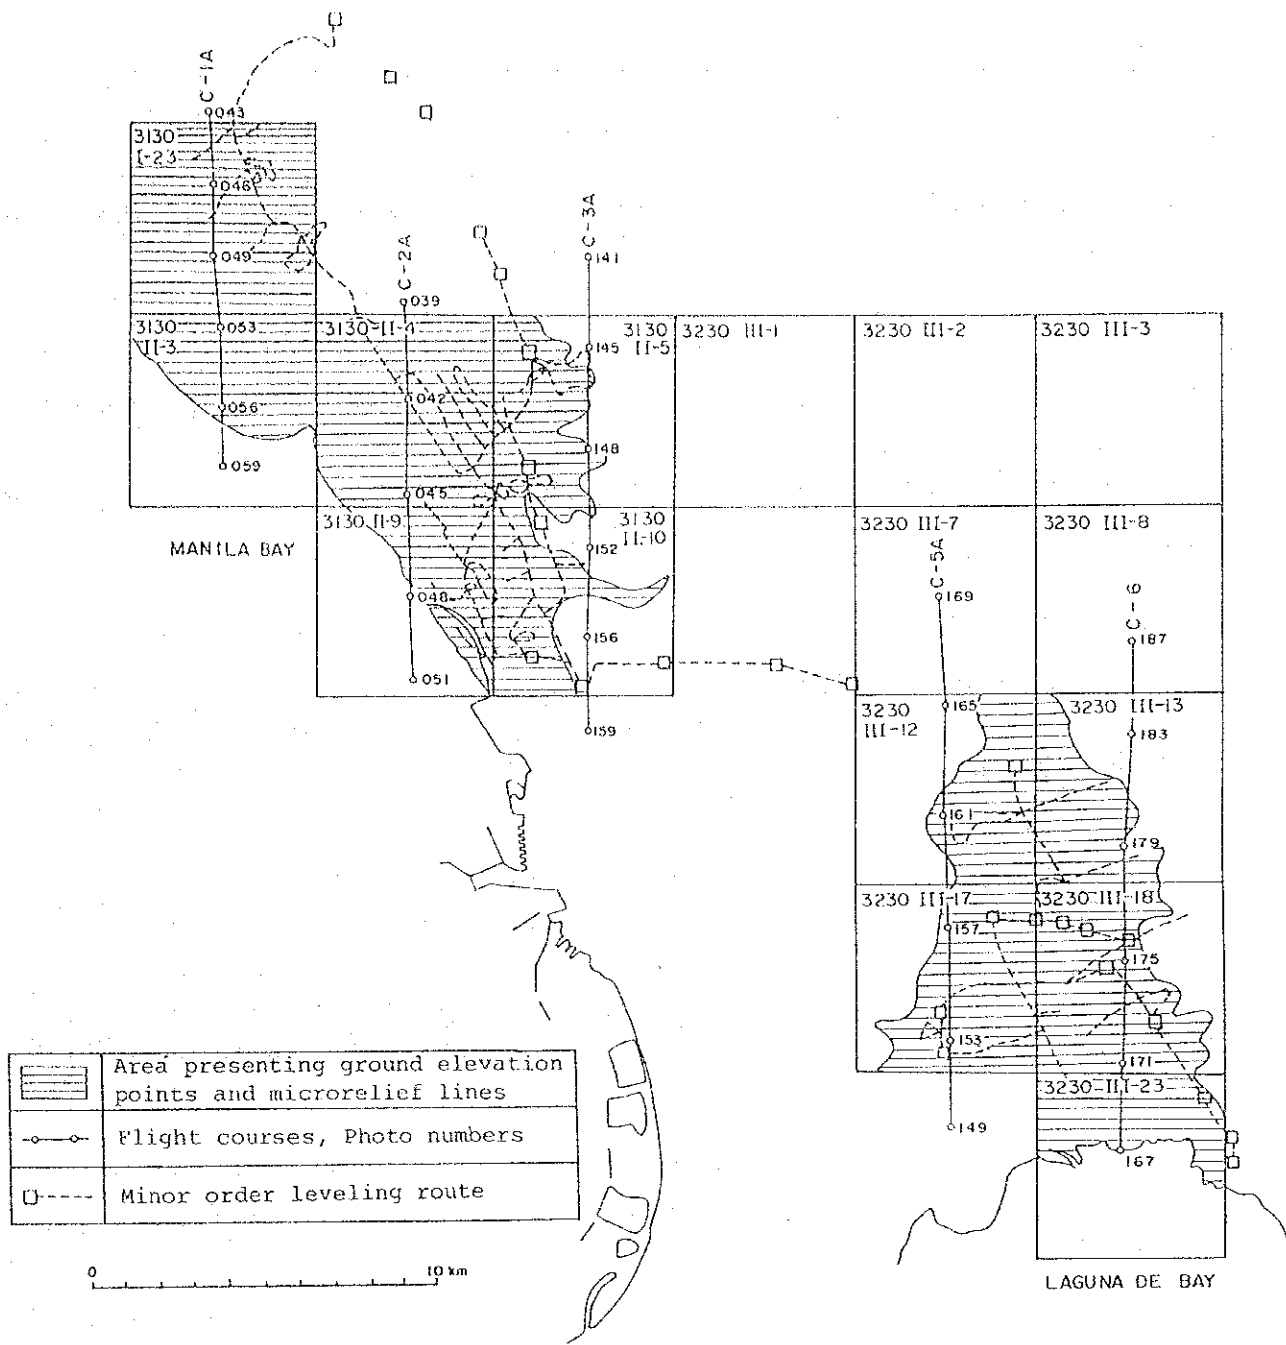 C-1A
043
3130
I-23
046
049
C-2A
C-3A
141
039
3130
II-3
053
3130-II-4
3130
II-5
3230 III-1
3230 III-2
3230 III-3
145
042
056
148
059
045
3130 II-9
3130
II-10
3230 III-7
3230 III-8
MANILA BAY
152
C-5A
C-6
048
169
156
187
051
3230
III-12
165
3230 III-13
159
183
161
179
3230 III-17
3230 III-18
157
175
153
171
3230-III-23
149
167
Area presenting ground elevation
points and microrelief lines
Flight courses, Photo numbers
Minor order leveling route
0
10 km
LAGUNA DE BAY